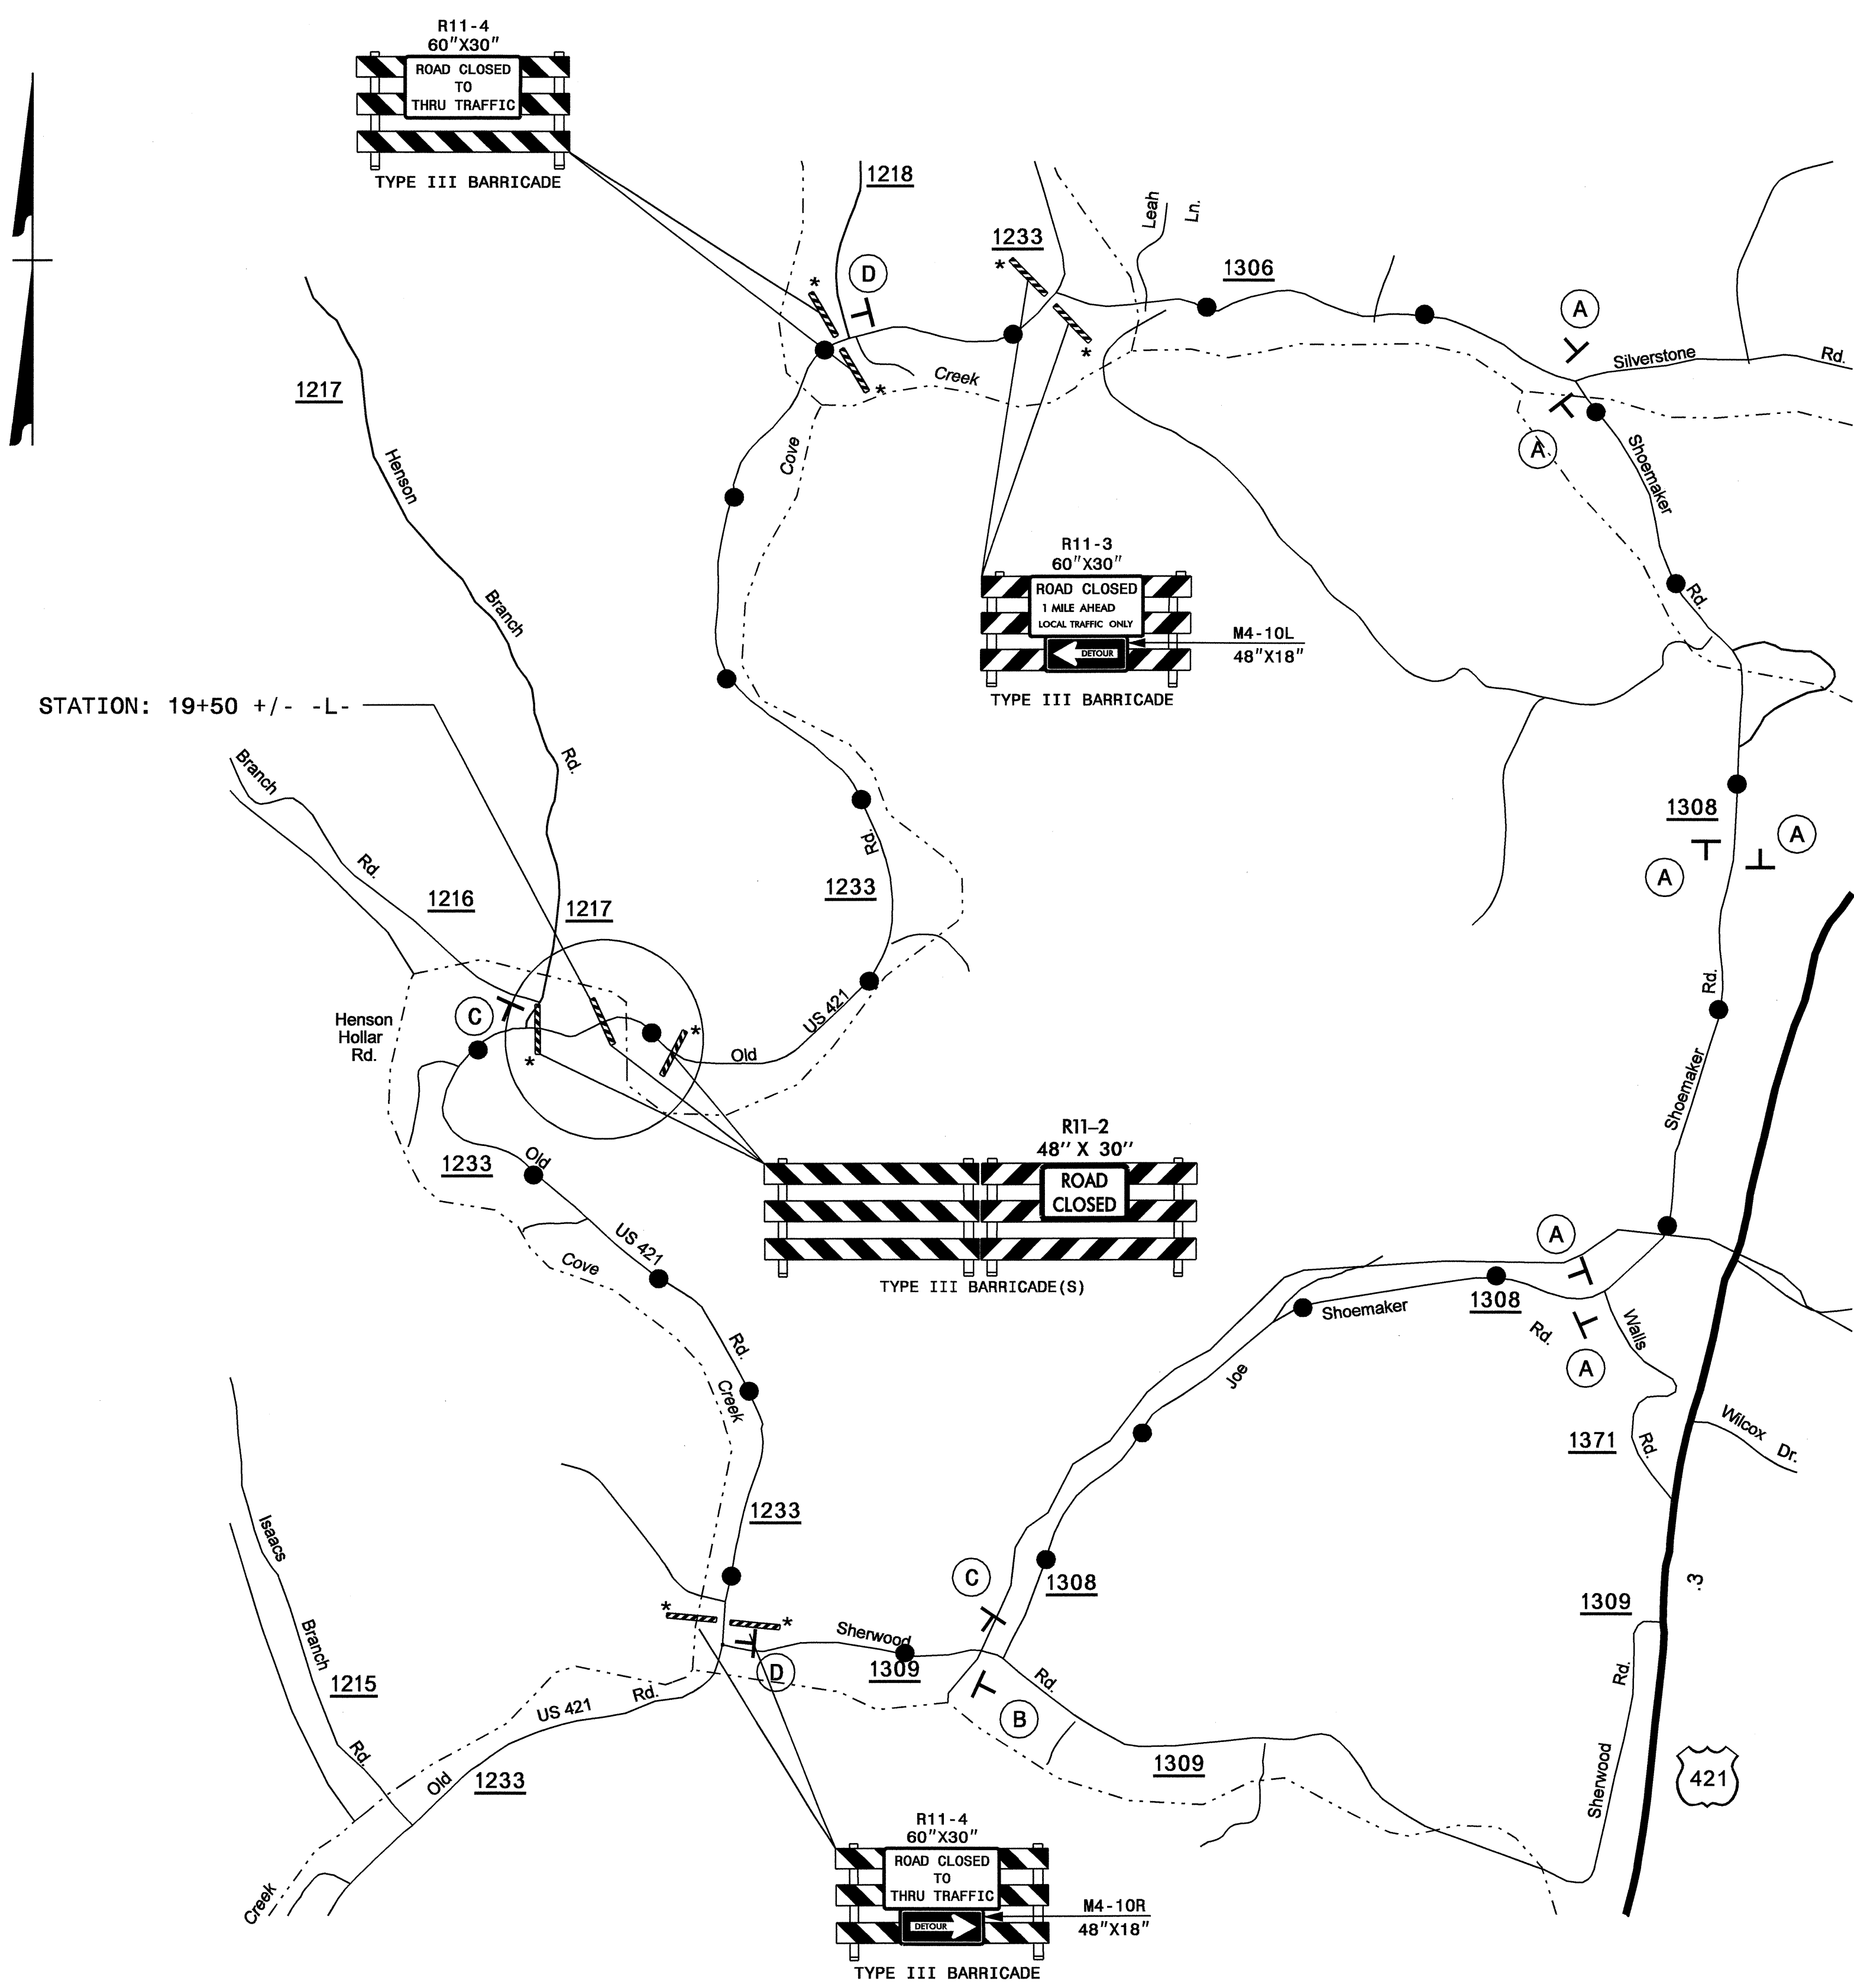 R11-4
60"X30"
ROAD CLOSED
TO
THRU TRAFFIC
TYPE III BARRICADE
1218
D
1233
*
*
*
*
Leah
Ln.
1306
A
Silverstone
Rd.
Creek
A
Shoemaker
Rd.
1217
Henson
Branch
Rd.
Cove
R11-3
60"X30"
ROAD CLOSED
1 MILE AHEAD
LOCAL TRAFFIC ONLY
DETOUR
M4-10L
48"X18"
TYPE III BARRICADE
STATION: 19+50 +/- -L-
Branch
Rd.
1216
1217
Rd.
1233
1308
A
A
Rd.
Shoemaker
C
*
*
Henson
Hollar
Rd.
US 421
Old
1233
Old
US 421
Rd.
Cove
Creek
R11-2
48" X 30"
ROAD
CLOSED
TYPE III BARRICADE(S)
A
1308
Shoemaker
Rd.
A
Walls
Rd.
1371
Wilcox
Dr.
Joe
1233
C
1308
*
*
Sherwood
1309
D
Rd.
B
1309
1309
.3
Rd.
Sherwood
421
Isaacs
Branch
Rd.
1215
Rd.
US 421
Old
1233
Creek
R11-4
60"X30"
ROAD CLOSED
TO
THRU TRAFFIC
DETOUR
M4-10R
48"X18"
TYPE III BARRICADE